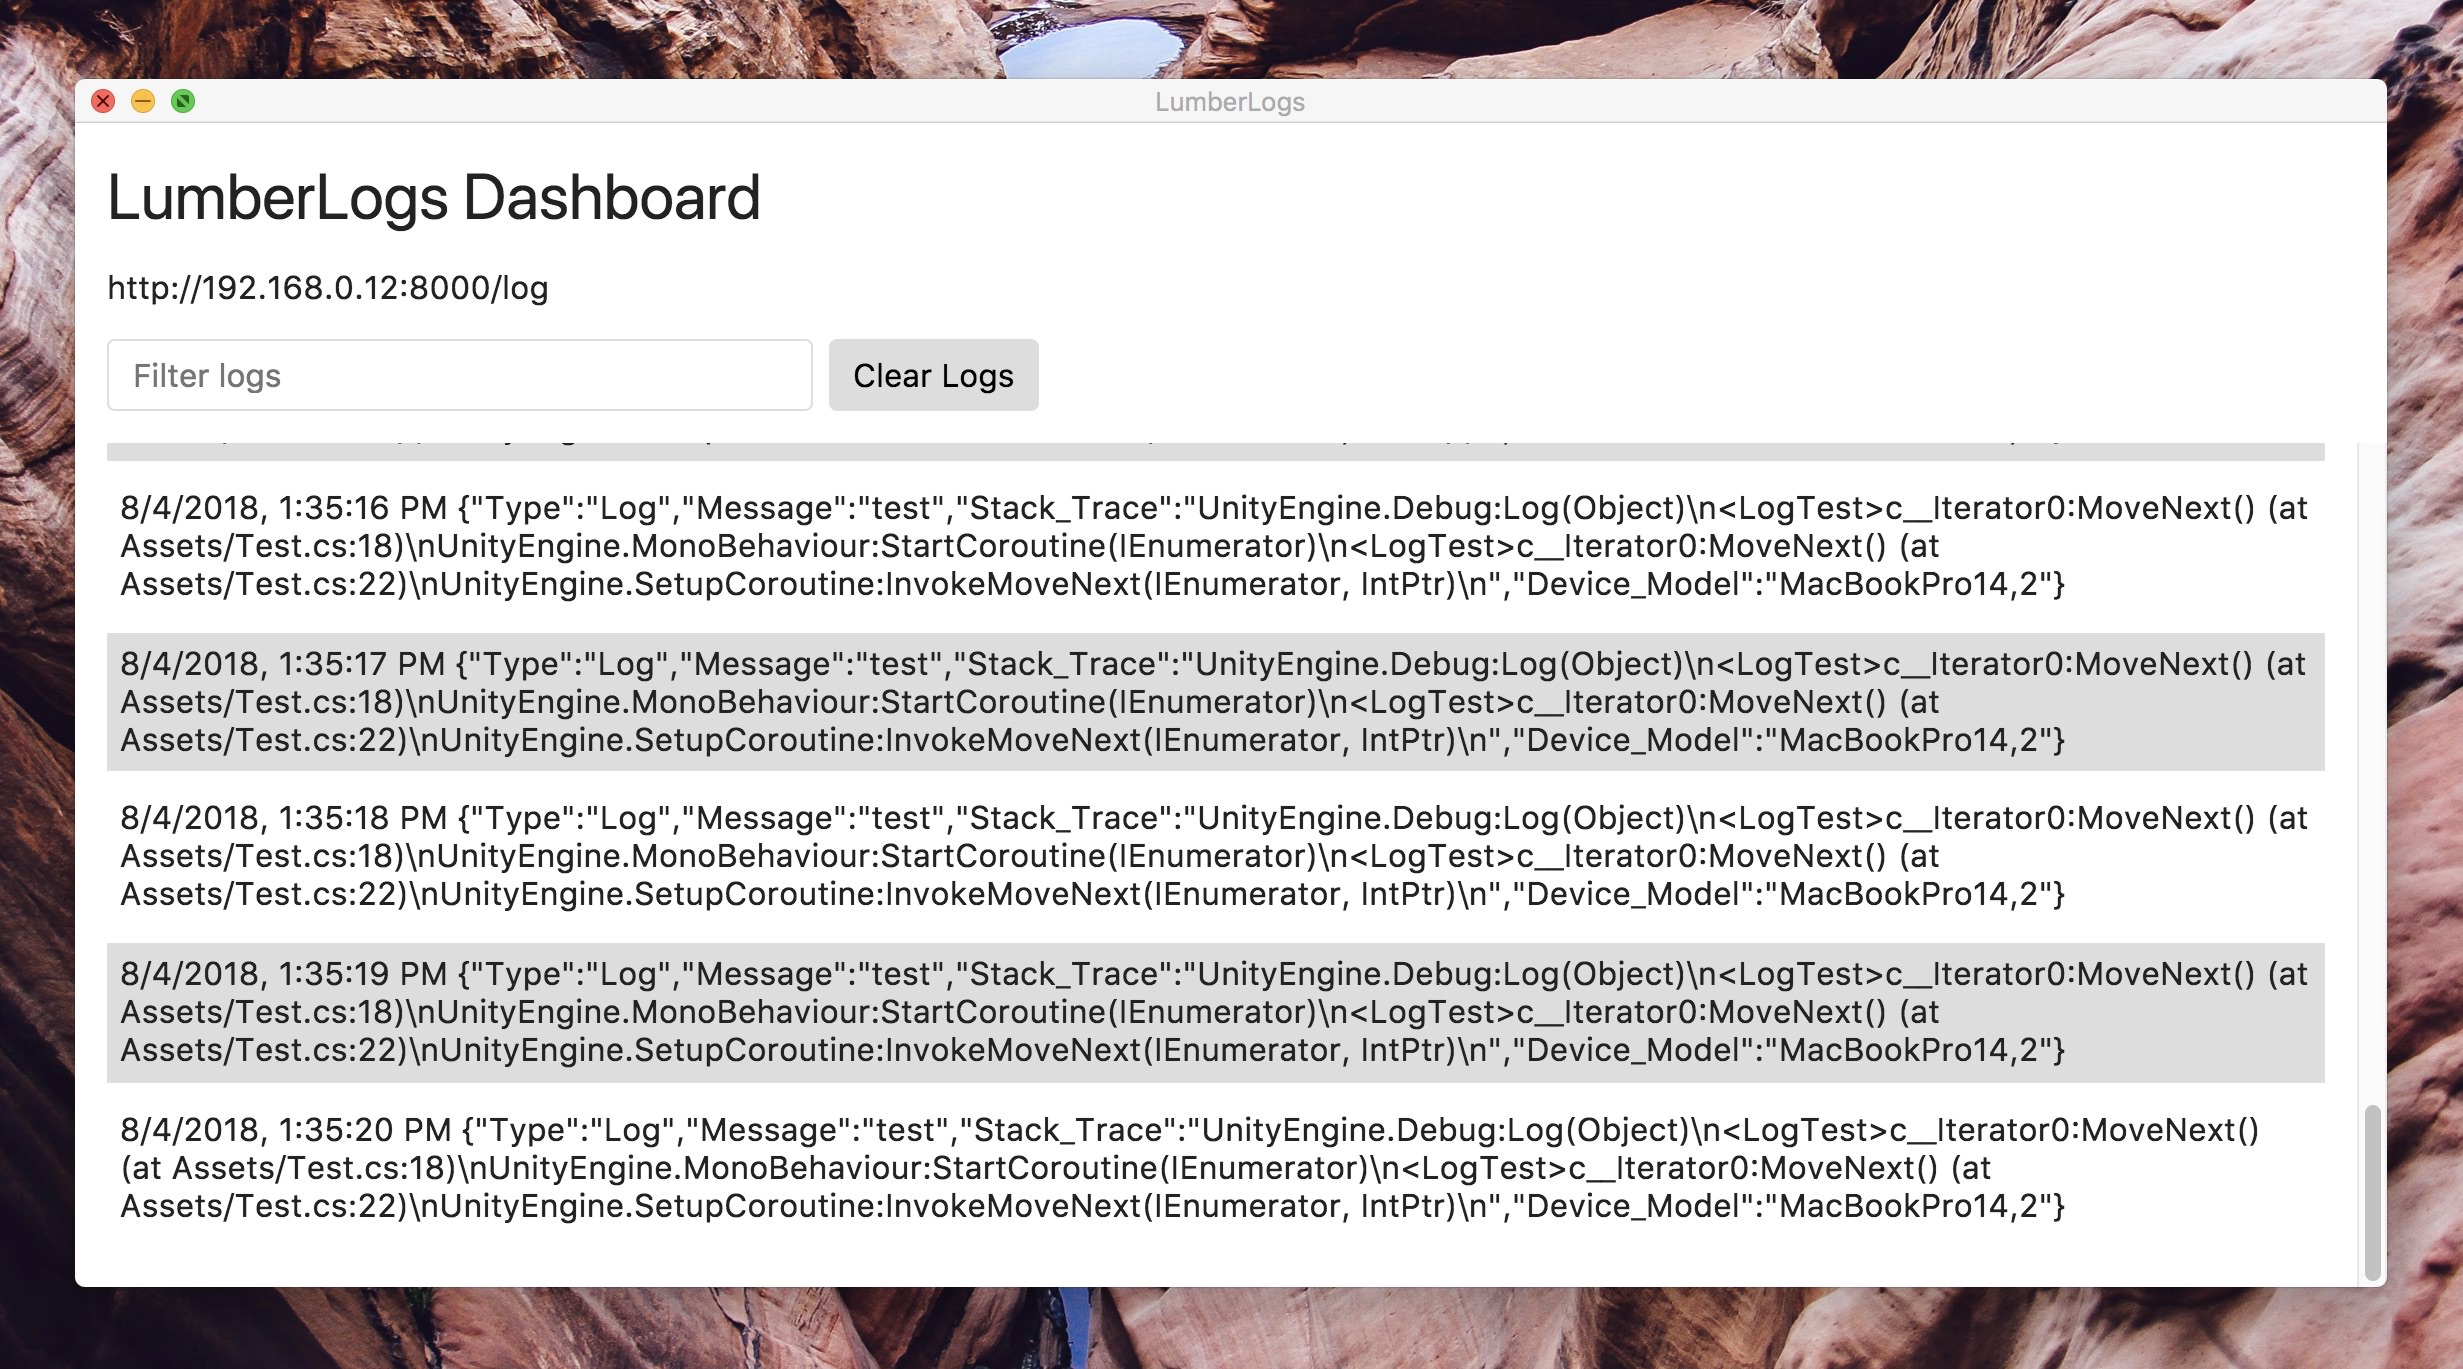 LumberLogs
LumberLogs Dashboard
http://192.168.0.12:8000/log
Filter logs
Clear Logs
8/4/2018, 1:35:16 PM {"Type":"Log","Message":"test","Stack_Trace":"UnityEngine.Debug:Log(Object)\n<LogTest>c__Iterator0:MoveNext() (at
Assets/Test.cs:18)\nUnityEngine.MonoBehaviour:StartCoroutine(IEnumerator)\n<LogTest>c__Iterator0:MoveNext() (at
Assets/Test.cs:22)\nUnityEngine.SetupCoroutine:InvokeMoveNext(IEnumerator, IntPtr)\n","Device_Model":"MacBookPro14,2"}
8/4/2018, 1:35:17 PM {"Type":"Log","Message":"test","Stack_Trace":"UnityEngine.Debug:Log(Object)\n<LogTest>c__Iterator0:MoveNext() (at
Assets/Test.cs:18)\nUnityEngine.MonoBehaviour:StartCoroutine(IEnumerator)\n<LogTest>c__Iterator0:MoveNext() (at
Assets/Test.cs:22)\nUnityEngine.SetupCoroutine:InvokeMoveNext(IEnumerator, IntPtr)\n","Device_Model":"MacBookPro14,2"}
8/4/2018, 1:35:18 PM {"Type":"Log","Message":"test","Stack_Trace":"UnityEngine.Debug:Log(Object)\n<LogTest>c__Iterator0:MoveNext() (at
Assets/Test.cs:18)\nUnityEngine.MonoBehaviour:StartCoroutine(IEnumerator)\n<LogTest>c__Iterator0:MoveNext() (at
Assets/Test.cs:22)\nUnityEngine.SetupCoroutine:InvokeMoveNext(IEnumerator, IntPtr)\n","Device_Model":"MacBookPro14,2"}
8/4/2018, 1:35:19 PM {"Type":"Log","Message":"test","Stack_Trace":"UnityEngine.Debug:Log(Object)\n<LogTest>c__Iterator0:MoveNext() (at
Assets/Test.cs:18)\nUnityEngine.MonoBehaviour:StartCoroutine(IEnumerator)\n<LogTest>c__Iterator0:MoveNext() (at
Assets/Test.cs:22)\nUnityEngine.SetupCoroutine:InvokeMoveNext(IEnumerator, IntPtr)\n","Device_Model":"MacBookPro14,2"}
8/4/2018, 1:35:20 PM {"Type":"Log","Message":"test","Stack_Trace":"UnityEngine.Debug:Log(Object)\n<LogTest>c__Iterator0:MoveNext()
(at Assets/Test.cs:18)\nUnityEngine.MonoBehaviour:StartCoroutine(IEnumerator)\n<LogTest>c__Iterator0:MoveNext() (at
Assets/Test.cs:22)\nUnityEngine.SetupCoroutine:InvokeMoveNext(IEnumerator, IntPtr)\n","Device_Model":"MacBookPro14,2"}